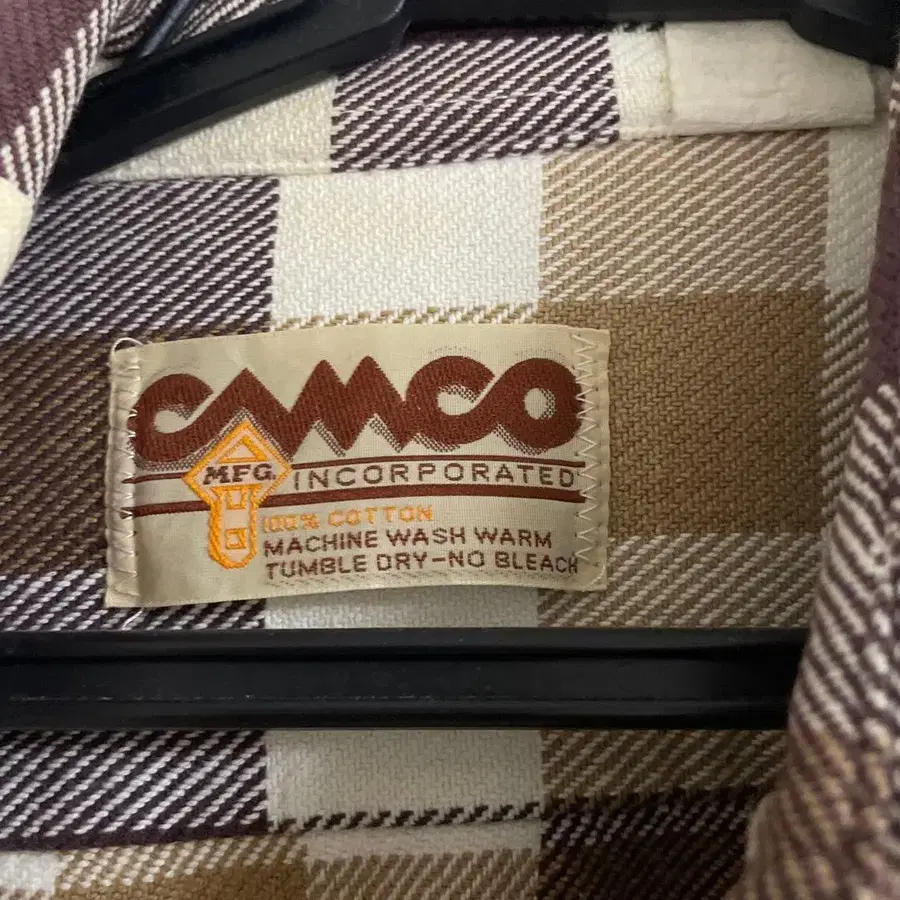 CAMCO
MFG. INCORPORATED
100% COTTON
MACHINE WASH WARM
TUMBLE DRY-NO BLEACH